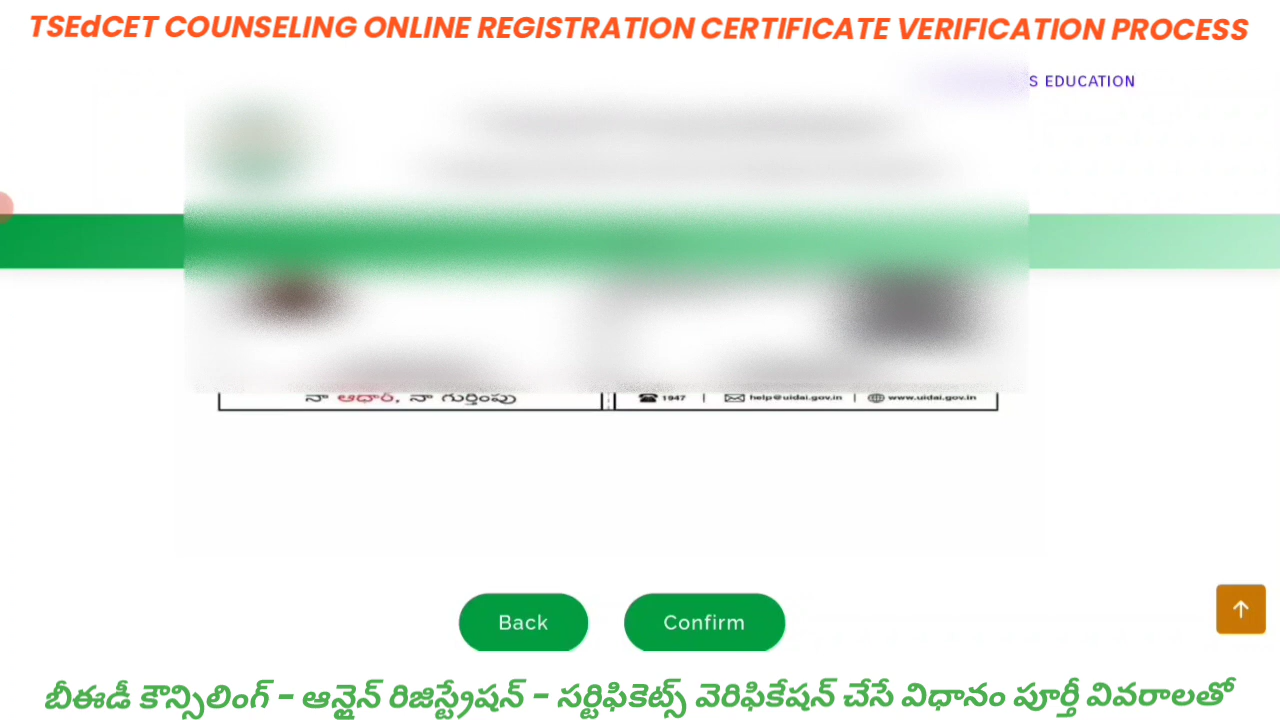 TSEdCET COUNSELING ONLINE REGISTRATION CERTIFICATE VERIFICATION PROCESS
S EDUCATION
నా ఆధార్, నా గుర్తింపు
1947 | help@uidai.gov.in | www.uidai.gov.in
Back Confirm
బీఈడీ కౌన్సిలింగ్ - ఆన్లైన్ రిజిస్ట్రేషన్ - సర్టిఫికెట్స్ వెరిఫికేషన్ చేసే విధానం పూర్తీ వివరాలతో